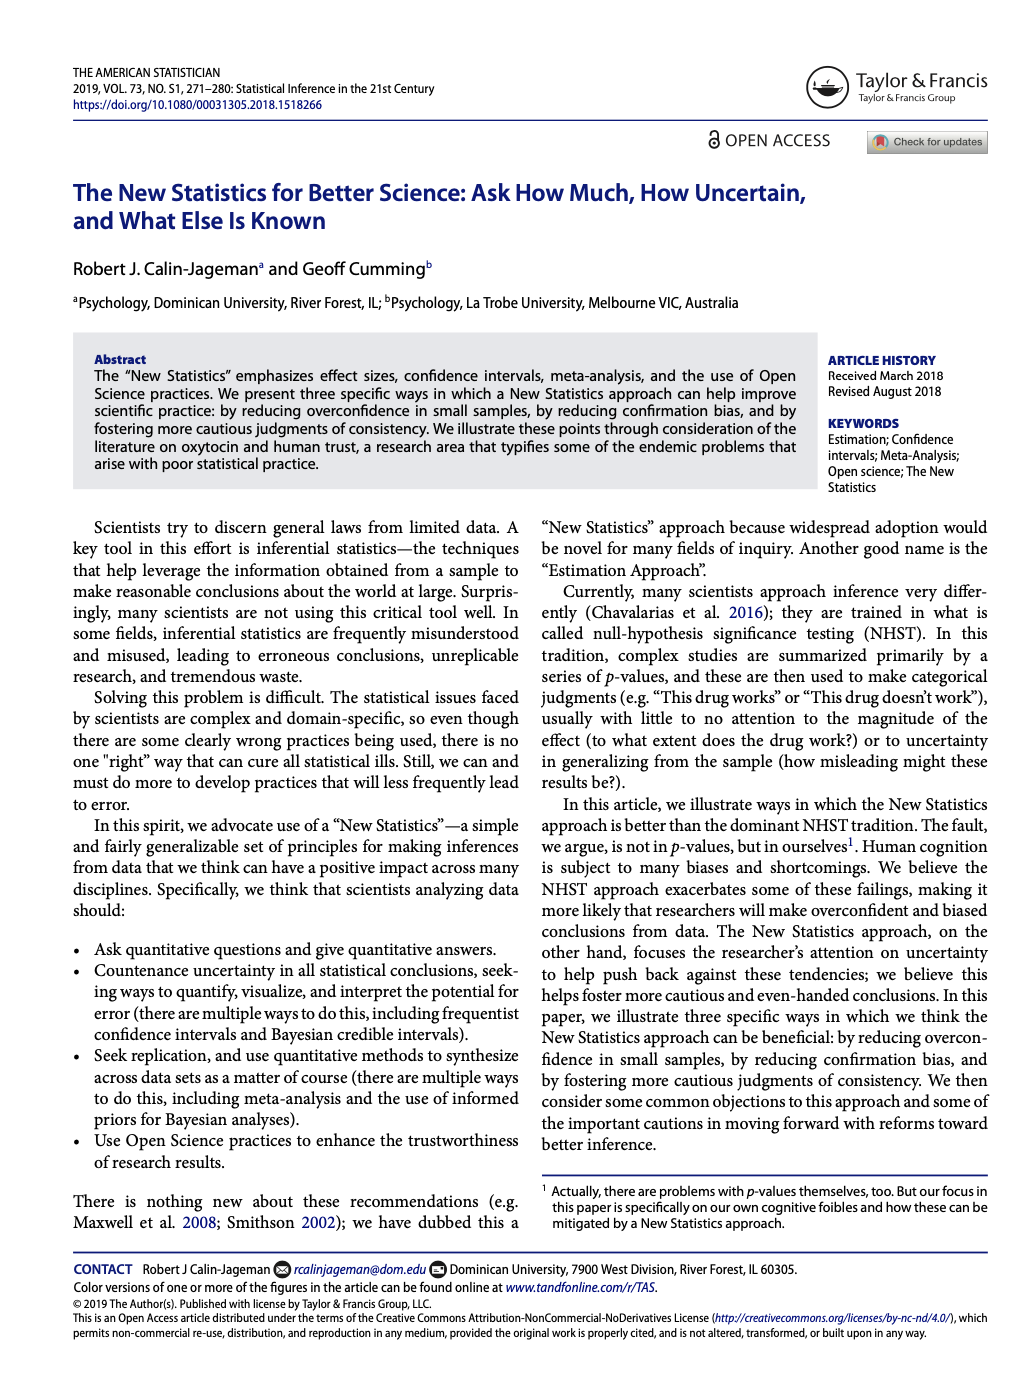 THE AMERICAN STATISTICIAN
2019, VOL. 73, NO. S1, 271–280: Statistical Inference in the 21st Century
https://doi.org/10.1080/00031305.2018.1518266
Taylor & Francis
Taylor & Francis Group
OPEN ACCESS
Check for updates
The New Statistics for Better Science: Ask How Much, How Uncertain,
and What Else Is Known
Robert J. Calin-Jagemanª and Geoff Cummingᵇ
ªPsychology, Dominican University, River Forest, IL; ᵇPsychology, La Trobe University, Melbourne VIC, Australia
Abstract
The “New Statistics” emphasizes effect sizes, confidence intervals, meta-analysis, and the use of Open
Science practices. We present three specific ways in which a New Statistics approach can help improve
scientific practice: by reducing overconfidence in small samples, by reducing confirmation bias, and by
fostering more cautious judgments of consistency. We illustrate these points through consideration of the
literature on oxytocin and human trust, a research area that typifies some of the endemic problems that
arise with poor statistical practice.
ARTICLE HISTORY
Received March 2018
Revised August 2018
KEYWORDS
Estimation; Confidence
intervals; Meta-Analysis;
Open science; The New
Statistics
Scientists try to discern general laws from limited data. A
key tool in this effort is inferential statistics—the techniques
that help leverage the information obtained from a sample to
make reasonable conclusions about the world at large. Surpris-
ingly, many scientists are not using this critical tool well. In
some fields, inferential statistics are frequently misunderstood
and misused, leading to erroneous conclusions, unreplicable
research, and tremendous waste.
Solving this problem is difficult. The statistical issues faced
by scientists are complex and domain-specific, so even though
there are some clearly wrong practices being used, there is no
one "right” way that can cure all statistical ills. Still, we can and
must do more to develop practices that will less frequently lead
to error.
In this spirit, we advocate use of a “New Statistics”—a simple
and fairly generalizable set of principles for making inferences
from data that we think can have a positive impact across many
disciplines. Specifically, we think that scientists analyzing data
should:
• Ask quantitative questions and give quantitative answers.
• Countenance uncertainty in all statistical conclusions, seek-
ing ways to quantify, visualize, and interpret the potential for
error (there are multiple ways to do this, including frequentist
confidence intervals and Bayesian credible intervals).
• Seek replication, and use quantitative methods to synthesize
across data sets as a matter of course (there are multiple ways
to do this, including meta-analysis and the use of informed
priors for Bayesian analyses).
• Use Open Science practices to enhance the trustworthiness
of research results.
There is nothing new about these recommendations (e.g.
Maxwell et al. 2008; Smithson 2002); we have dubbed this a
“New Statistics” approach because widespread adoption would
be novel for many fields of inquiry. Another good name is the
“Estimation Approach”.
Currently, many scientists approach inference very differ-
ently (Chavalarias et al. 2016); they are trained in what is
called null-hypothesis significance testing (NHST). In this
tradition, complex studies are summarized primarily by a
series of p-values, and these are then used to make categorical
judgments (e.g. “This drug works” or “This drug doesn’t work”),
usually with little to no attention to the magnitude of the
effect (to what extent does the drug work?) or to uncertainty
in generalizing from the sample (how misleading might these
results be?).
In this article, we illustrate ways in which the New Statistics
approach is better than the dominant NHST tradition. The fault,
we argue, is not in p-values, but in ourselves¹. Human cognition
is subject to many biases and shortcomings. We believe the
NHST approach exacerbates some of these failings, making it
more likely that researchers will make overconfident and biased
conclusions from data. The New Statistics approach, on the
other hand, focuses the researcher’s attention on uncertainty
to help push back against these tendencies; we believe this
helps foster more cautious and even-handed conclusions. In this
paper, we illustrate three specific ways in which we think the
New Statistics approach can be beneficial: by reducing overcon-
fidence in small samples, by reducing confirmation bias, and
by fostering more cautious judgments of consistency. We then
consider some common objections to this approach and some of
the important cautions in moving forward with reforms toward
better inference.
¹ Actually, there are problems with p-values themselves, too. But our focus in
this paper is specifically on our own cognitive foibles and how these can be
mitigated by a New Statistics approach.
CONTACT Robert J Calin-Jageman rcalinjageman@dom.edu Dominican University, 7900 West Division, River Forest, IL 60305.
Color versions of one or more of the figures in the article can be found online at www.tandfonline.com/r/TAS.
© 2019 The Author(s). Published with license by Taylor & Francis Group, LLC.
This is an Open Access article distributed under the terms of the Creative Commons Attribution-NonCommercial-NoDerivatives License (http://creativecommons.org/licenses/by-nc-nd/4.0/), which
permits non-commercial re-use, distribution, and reproduction in any medium, provided the original work is properly cited, and is not altered, transformed, or built upon in any way.